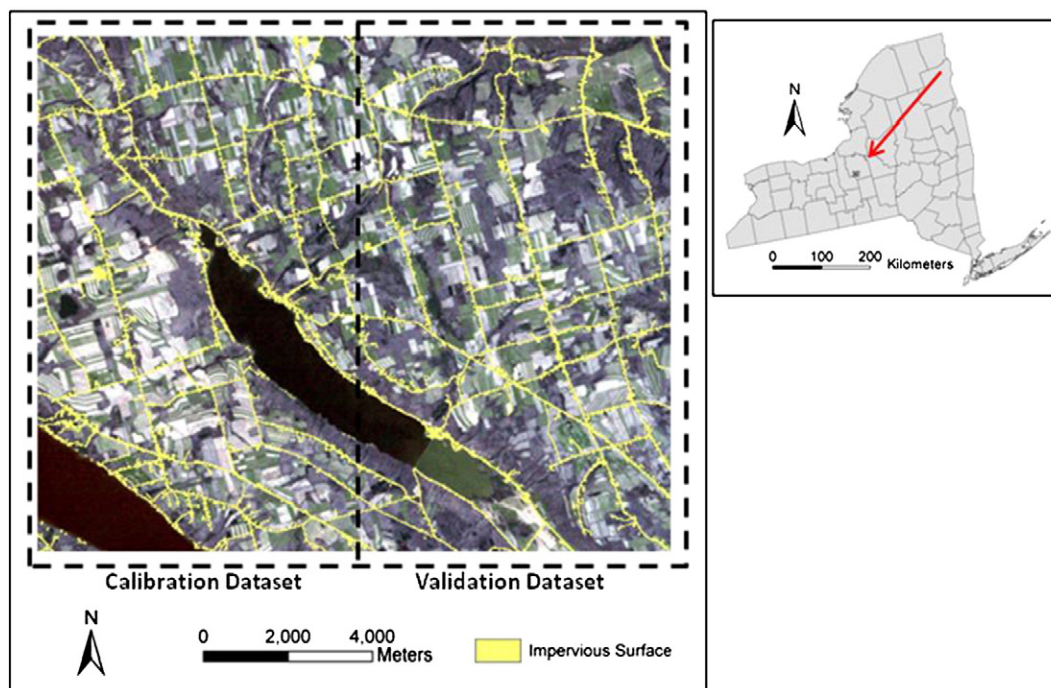 Calibration Dataset
Validation Dataset
N
0 2,000 4,000
Meters
Impervious Surface
N
0 100 200 Kilometers